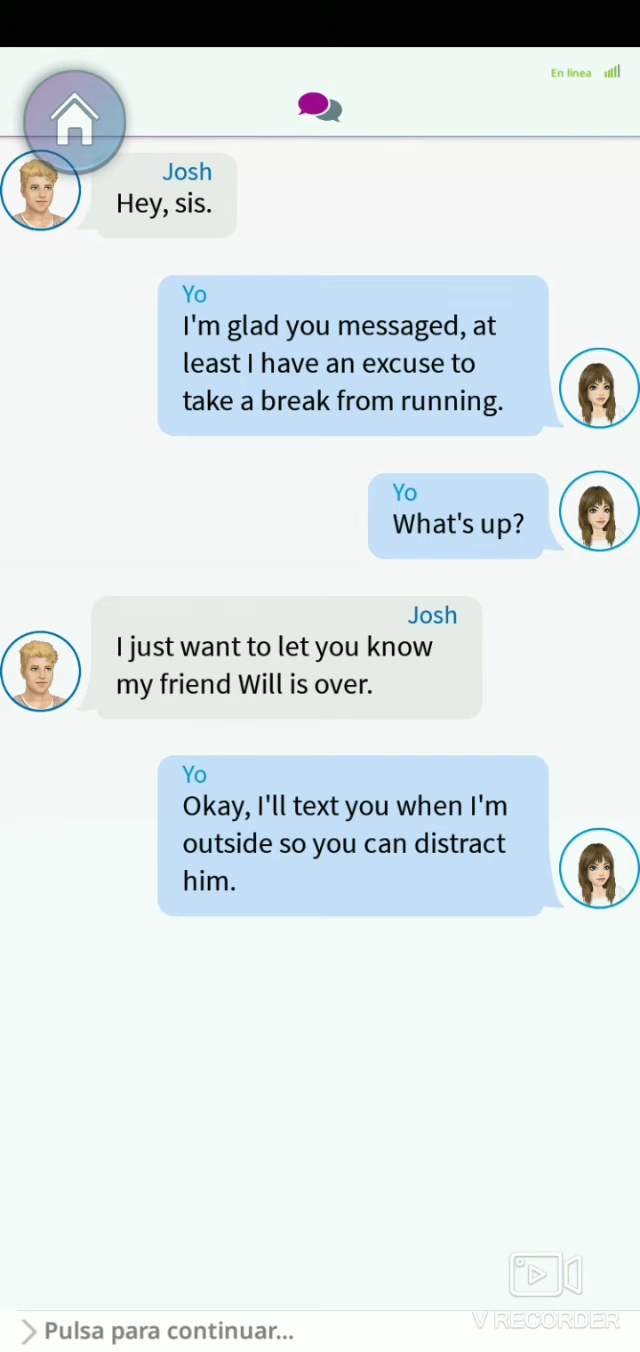 En línea
Josh
Hey, sis.
Yo
I'm glad you messaged, at
least I have an excuse to
take a break from running.
Yo
What's up?
Josh
I just want to let you know
my friend Will is over.
Yo
Okay, I'll text you when I'm
outside so you can distract
him.
Pulsa para continuar...
V RECORDER